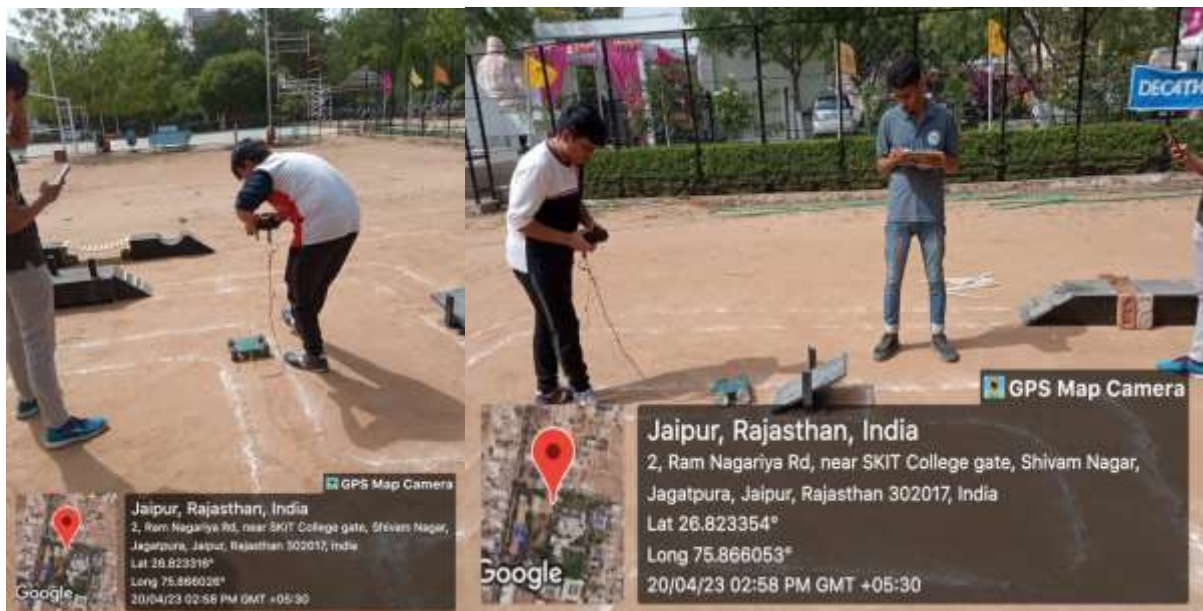 GPS Map Camera
Jaipur, Rajasthan, India
2, Ram Nagariya Rd, near SKIT College gate, Shivam Nagar,
Jagatpura, Jaipur, Rajasthan 302017, India
Lat 26.823316°
Long 75.866026°
20/04/23 02:58 PM GMT +05:30
Google
DECATH
GPS Map Camera
Jaipur, Rajasthan, India
2, Ram Nagariya Rd, near SKIT College gate, Shivam Nagar,
Jagatpura, Jaipur, Rajasthan 302017, India
Lat 26.823354°
Long 75.866053°
20/04/23 02:58 PM GMT +05:30
Google